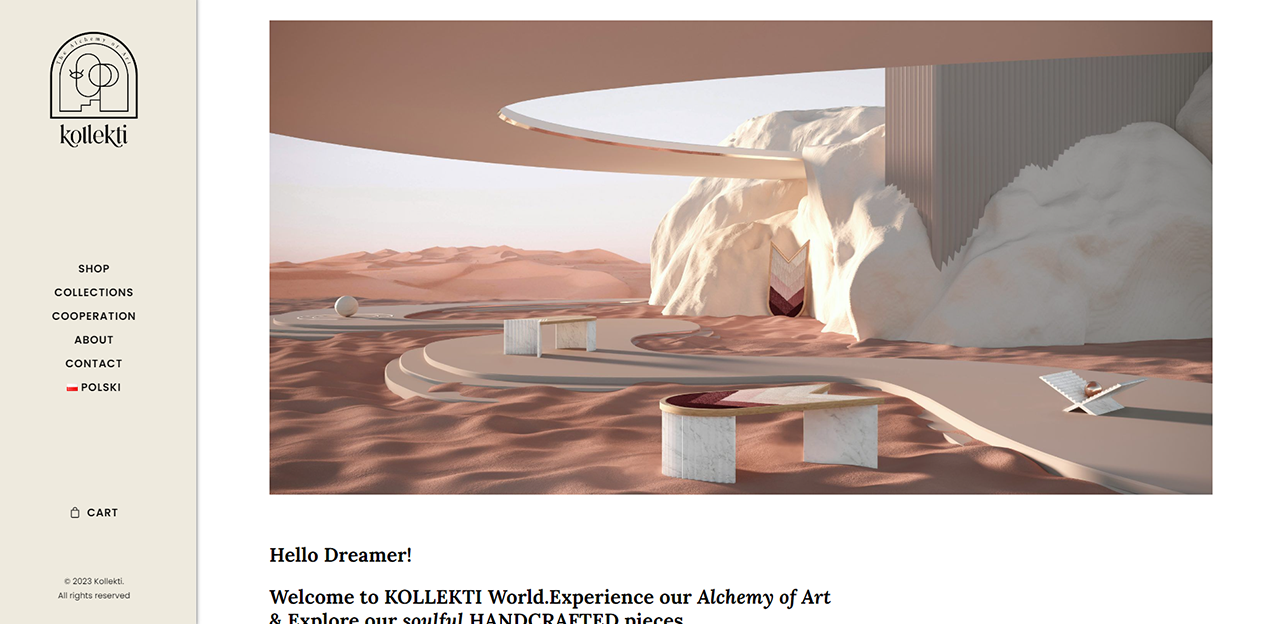 The Alchemy of Art
kollekti
SHOP
COLLECTIONS
COOPERATION
ABOUT
CONTACT
POLSKI
CART
© 2023 Kollekti.
All rights reserved
Hello Dreamer!
Welcome to KOLLEKTI World.Experience our Alchemy of Art
& Explore our soulful HANDCRAFTED pieces